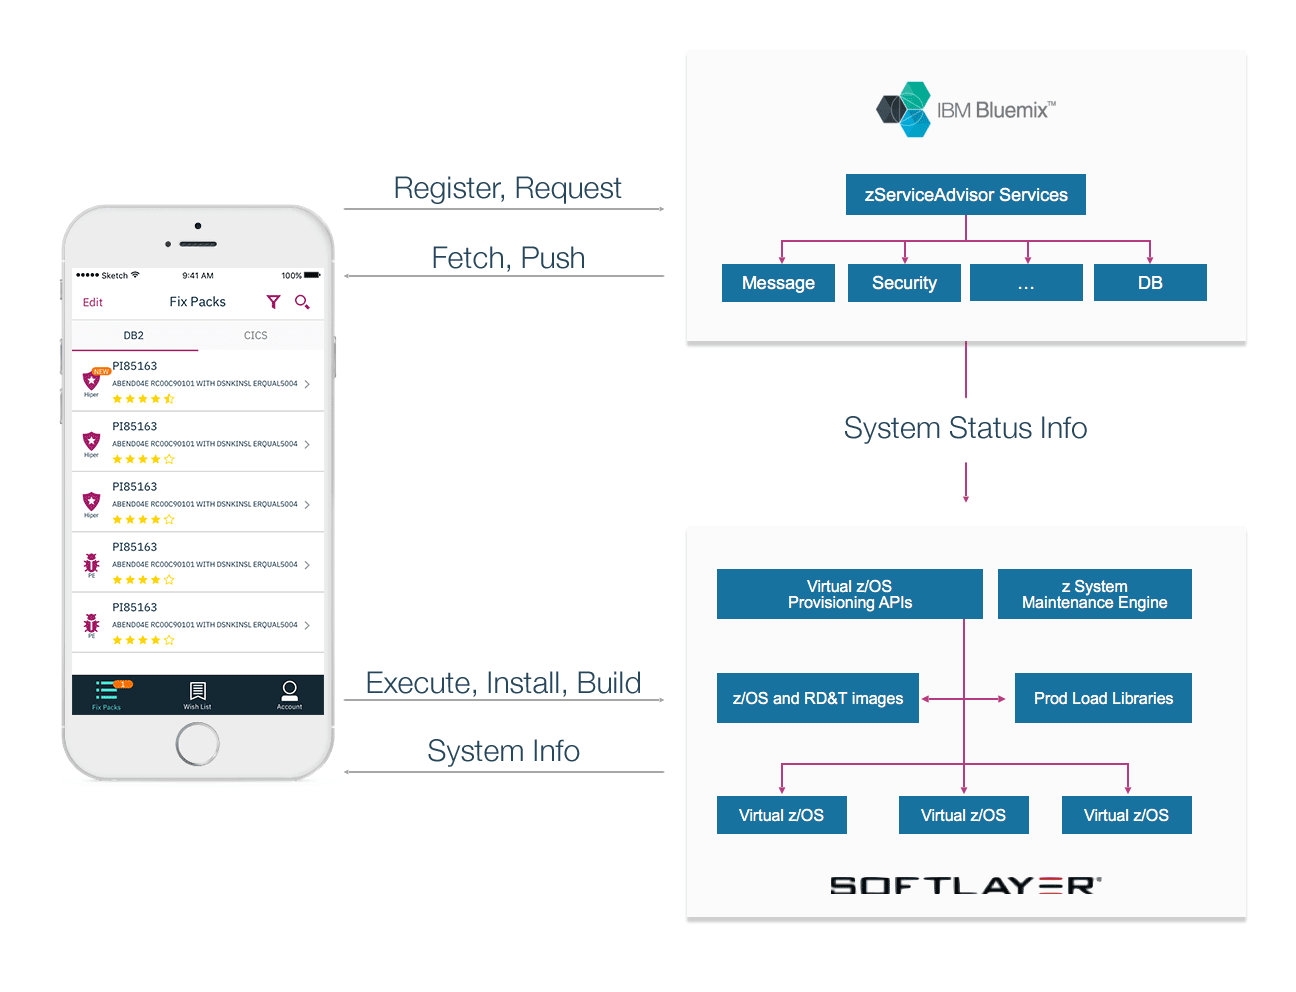 IBM Bluemix™
zServiceAdvisor Services
Message
Security
...
DB
Register, Request
Fetch, Push
System Status Info
Sketch
9:41 AM
100%
Edit
Fix Packs
DB2
CICS
NEW
Hiper
PI85163
ABEND04E RC00C90101 WITH DSNKINSL ERQUAL5004
Hiper
PI85163
ABEND04E RC00C90101 WITH DSNKINSL ERQUAL5004
Hiper
PI85163
ABEND04E RC00C90101 WITH DSNKINSL ERQUAL5004
PE
PI85163
ABEND04E RC00C90101 WITH DSNKINSL ERQUAL5004
PE
PI85163
ABEND04E RC00C90101 WITH DSNKINSL ERQUAL5004
1
Fix Packs
Wish List
Account
Execute, Install, Build
System Info
Virtual z/OS
Provisioning APIs
z System
Maintenance Engine
z/OS and RD&T images
Prod Load Libraries
Virtual z/OS
Virtual z/OS
Virtual z/OS
SOFTLAYER®